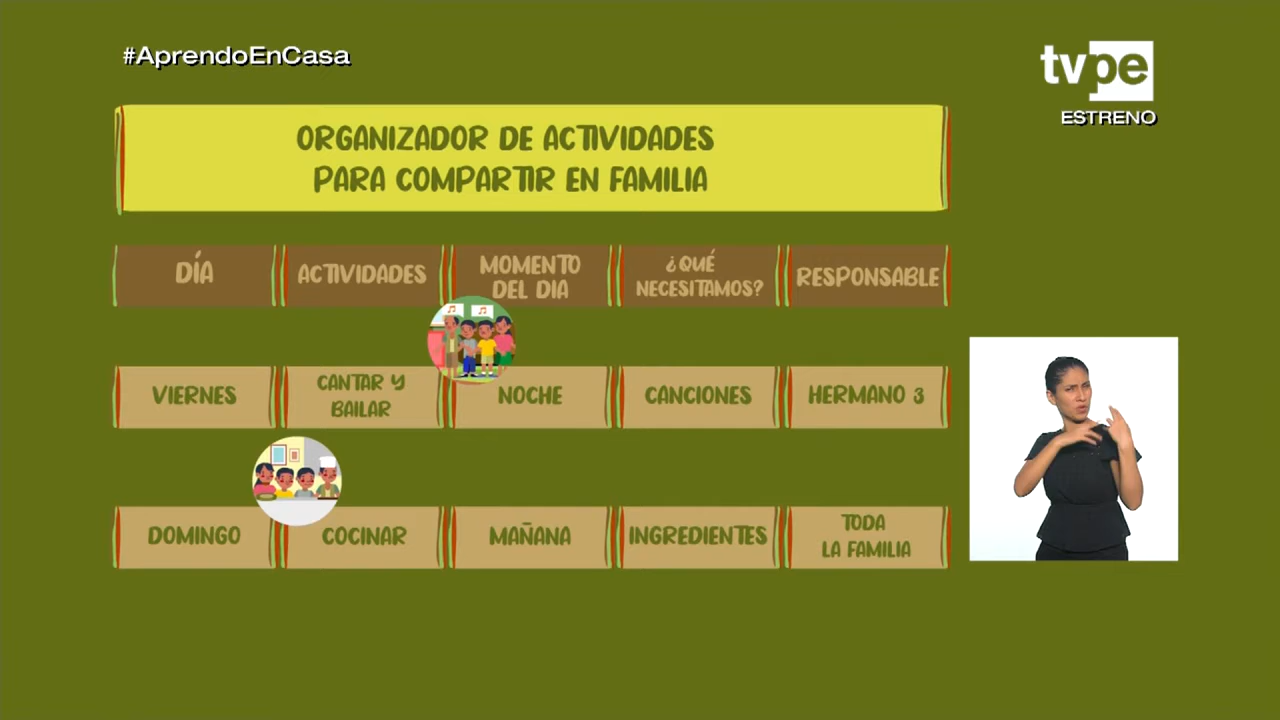 #AprendoEnCasa
tvpe
ESTRENO
ORGANIZADOR DE ACTIVIDADES
PARA COMPARTIR EN FAMILIA
DÍA
ACTIVIDADES
MOMENTO
DEL DIA
¿QUÉ
NECESITAMOS?
RESPONSABLE
VIERNES
CANTAR Y
BAILAR
NOCHE
CANCIONES
HERMANO 3
DOMINGO
COCINAR
MAÑANA
INGREDIENTES
TODA
LA FAMILIA